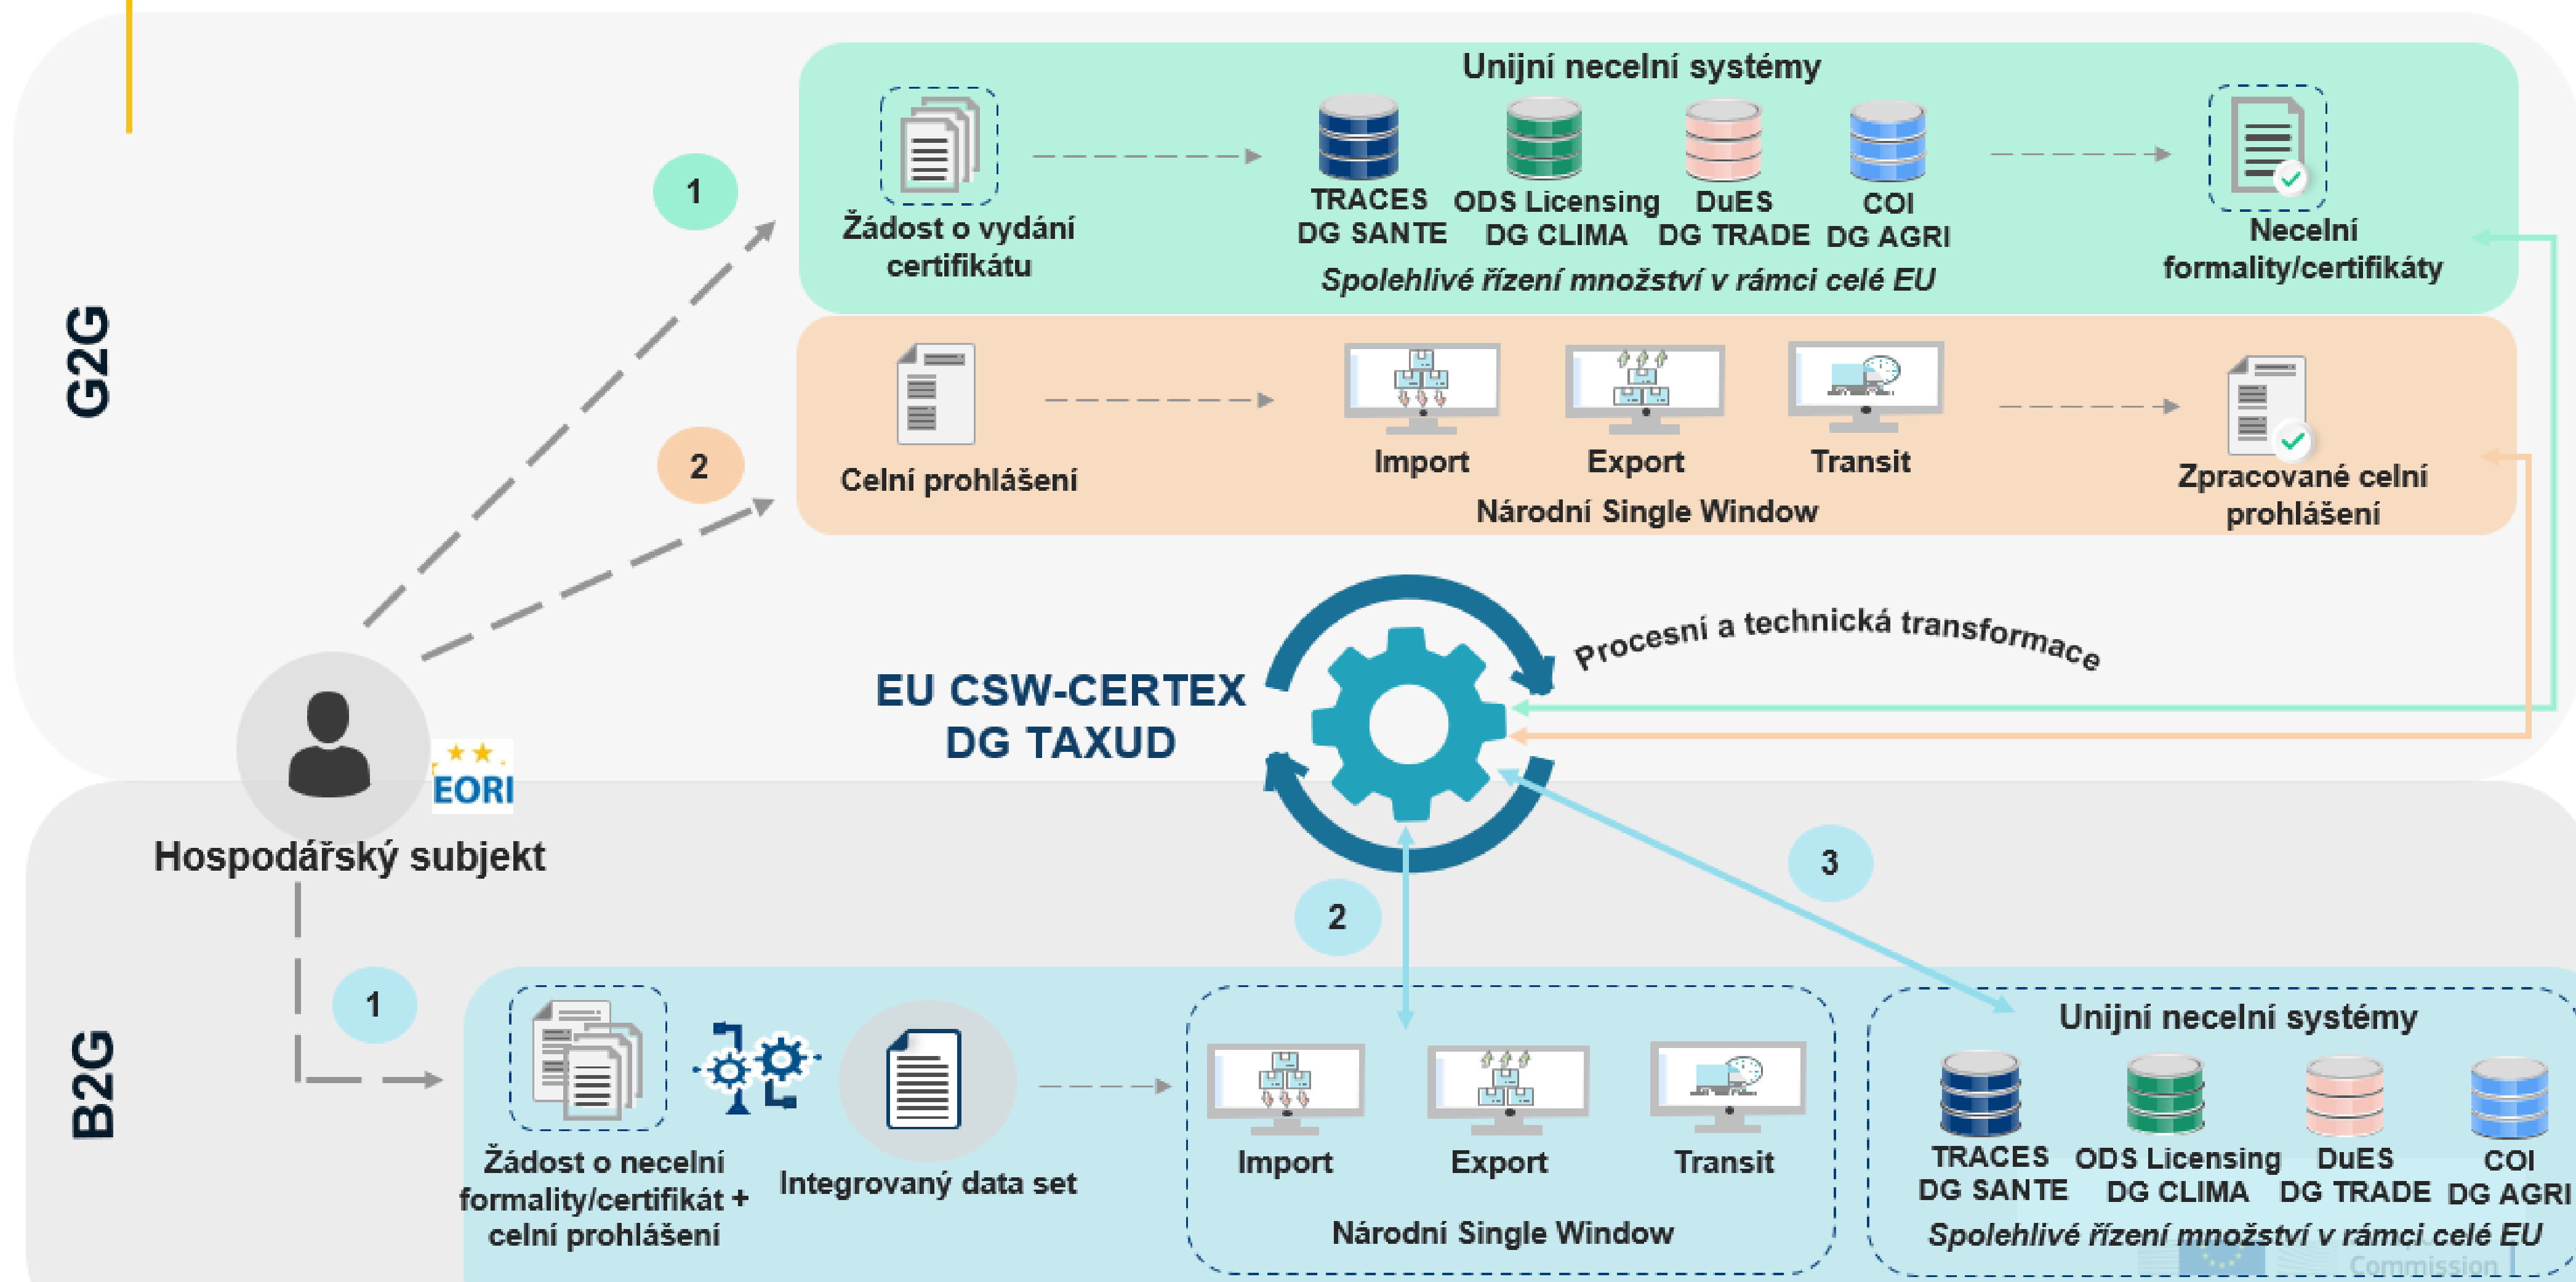 G2G
1
Unijní necelní systémy
Žádost o vydání
certifikátu
TRACES
DG SANTE
ODS Licensing
DG CLIMA
DuES
DG TRADE
COI
DG AGRI
Spolehlivé řízení množství v rámci celé EU
Necelní
formality/certifikáty
2
Celní prohlášení
Import
Export
Transit
Národní Single Window
Zpracované celní
prohlášení
Procesní a technická transformace
EU CSW-CERTEX
DG TAXUD
EORI
Hospodářský subjekt
B2G
1
2
3
Žádost o necelní
formality/certifikát +
celní prohlášení
Integrovaný data set
Import
Export
Transit
Národní Single Window
Unijní necelní systémy
TRACES
DG SANTE
ODS Licensing
DG CLIMA
DuES
DG TRADE
COI
DG AGRI
Spolehlivé řízení množství v rámci celé EU
Commission